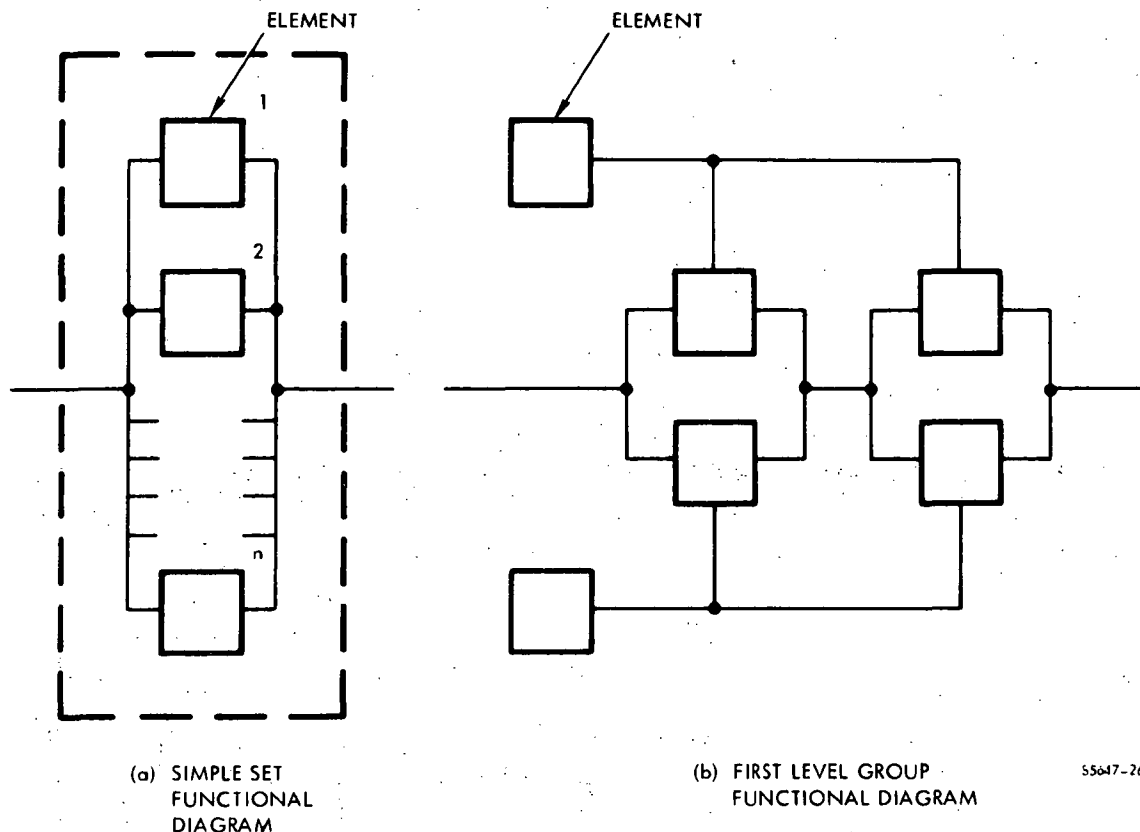 ELEMENT
1
2
n
(a) SIMPLE SET
FUNCTIONAL
DIAGRAM
ELEMENT
(b) FIRST LEVEL GROUP
FUNCTIONAL DIAGRAM